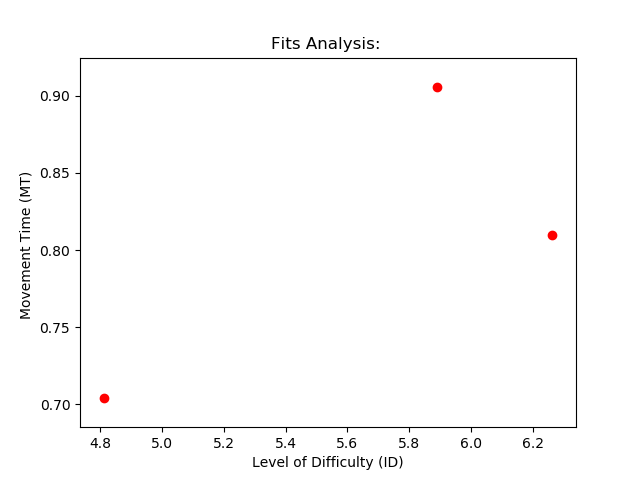 Fits Analysis:
0.90
0.85
0.80
0.75
0.70
Movement Time (MT)
4.8 5.0 5.2 5.4 5.6 5.8 6.0 6.2
Level of Difficulty (ID)